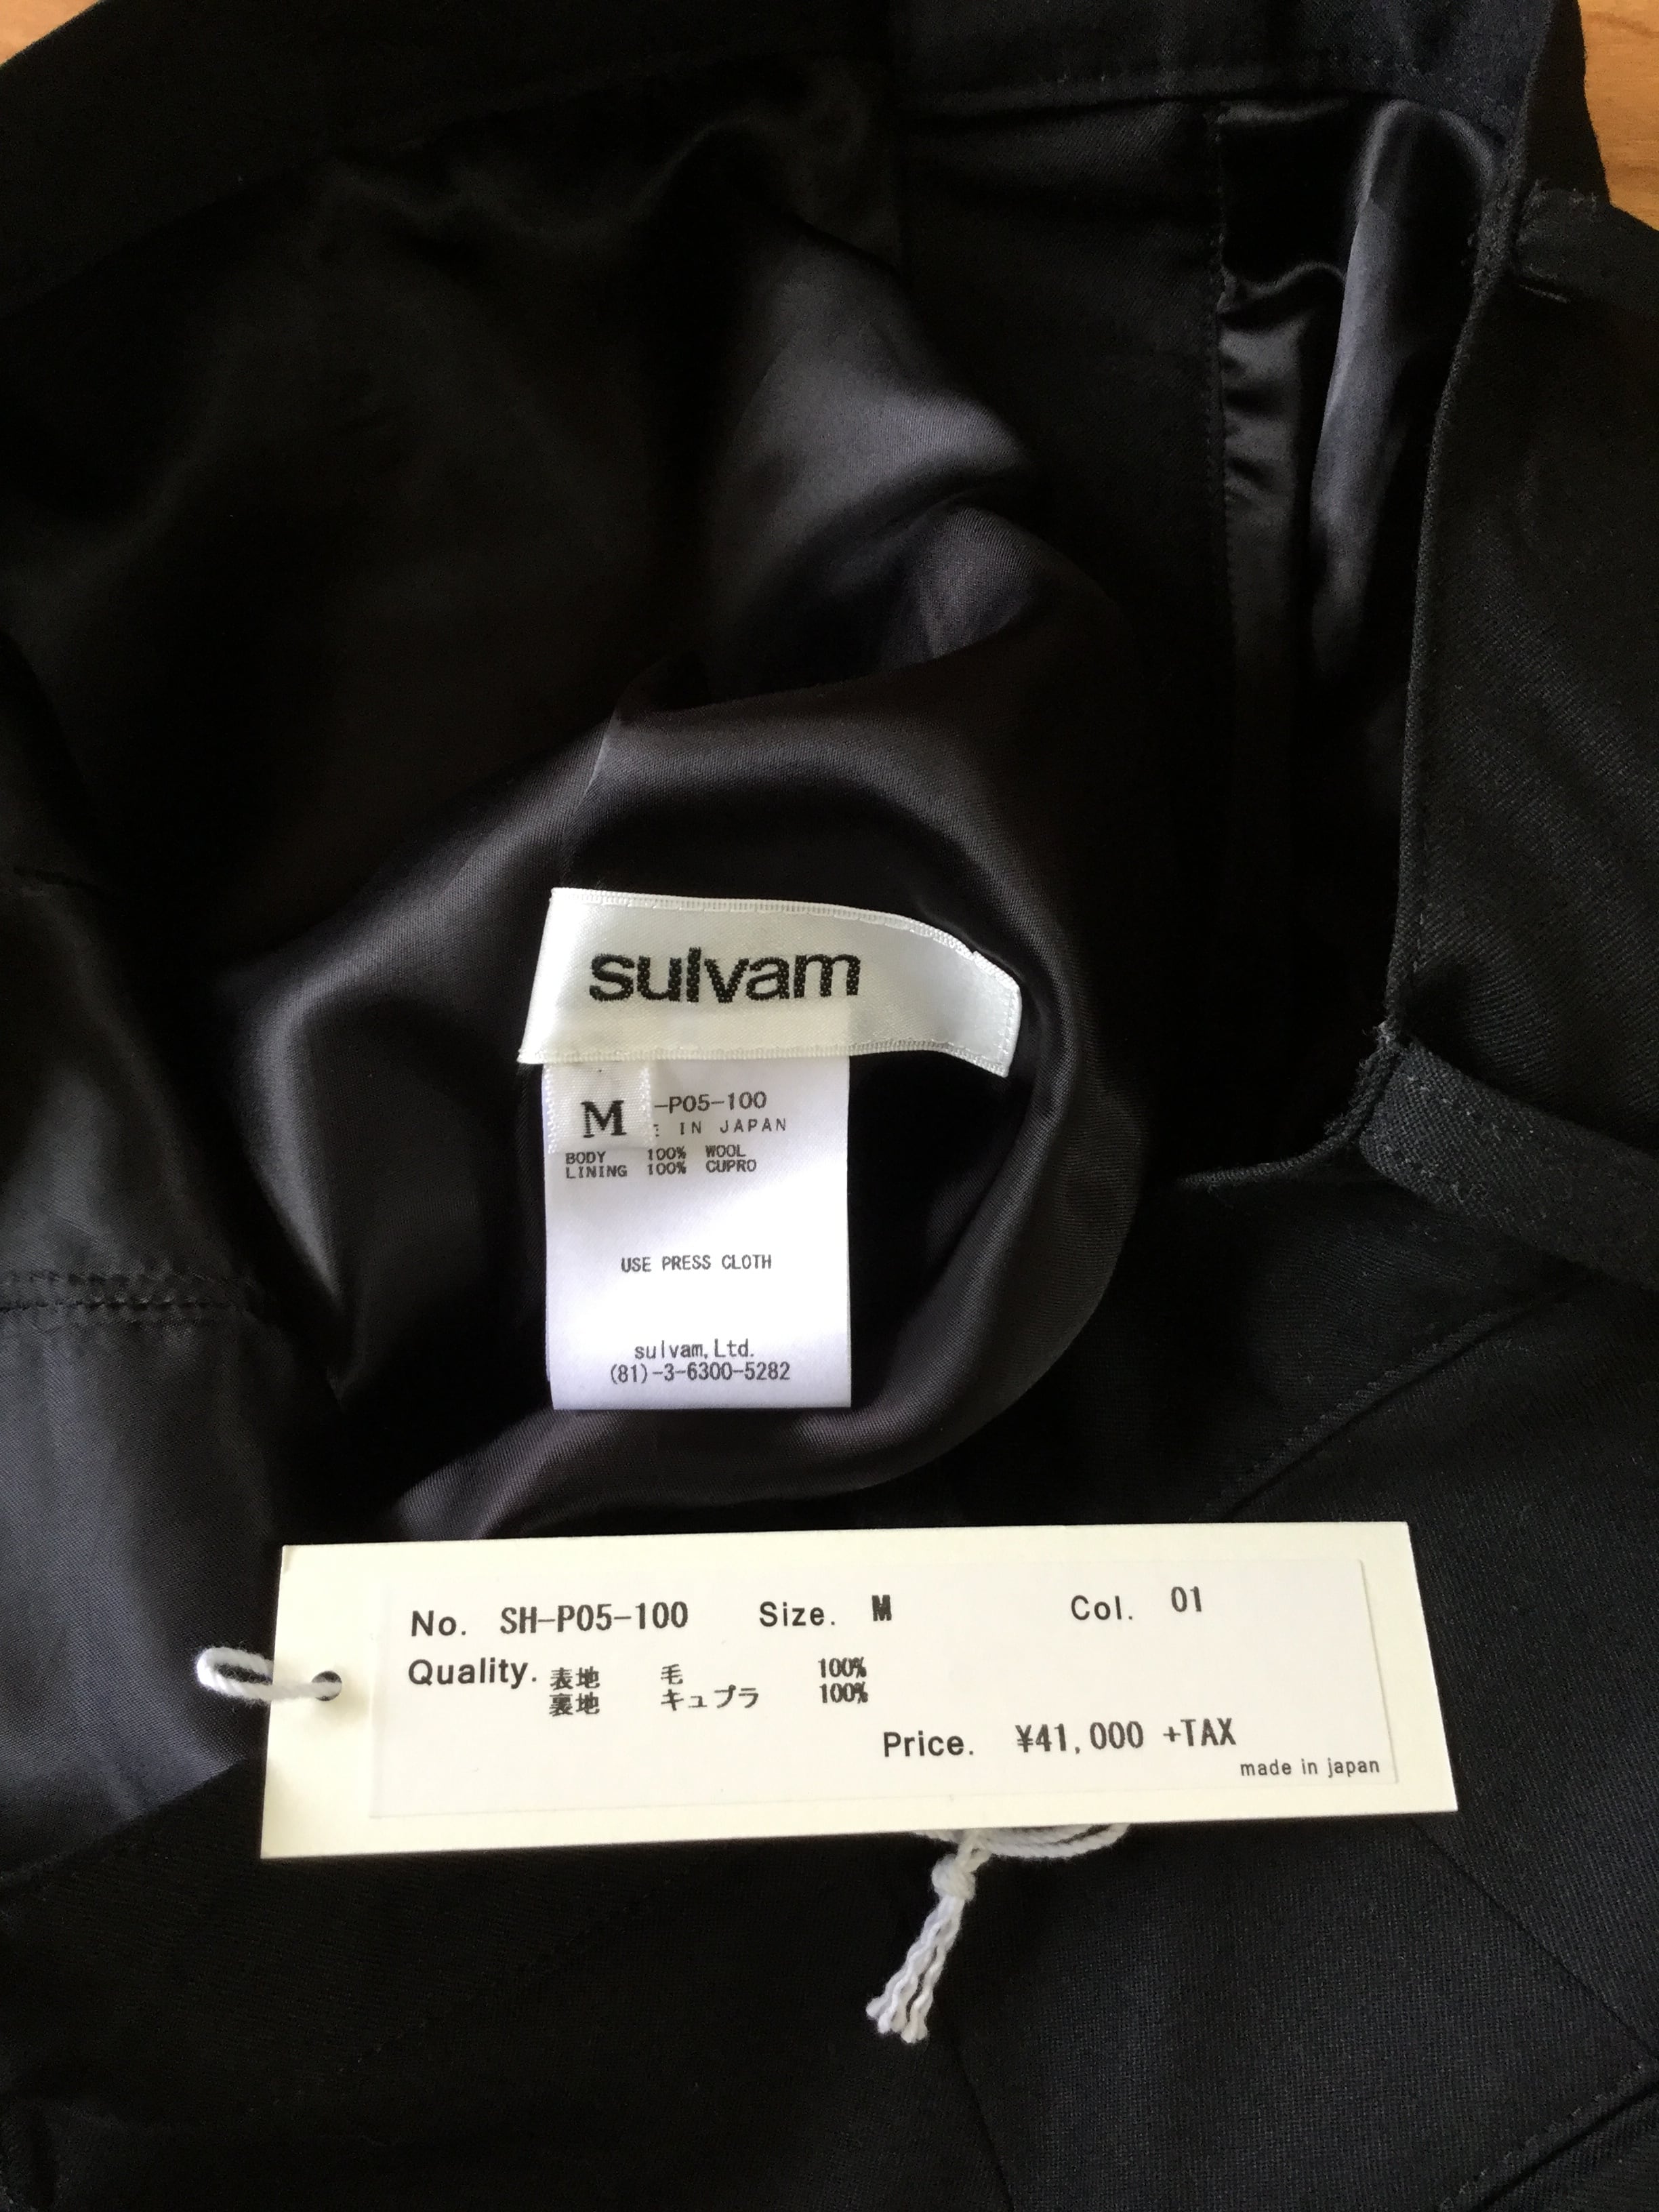 sulvam
M
-P05-100
IN JAPAN
BODY 100% WOOL
LINING 100% CUPRO
USE PRESS CLOTH
sulvam,Ltd.
(81)-3-6300-5282
No. SH-P05-100 Size. M Col. 01
Quality. 表地 毛 100%
裏地 キュプラ 100%
Price. ¥41,000 +TAX
made in japan